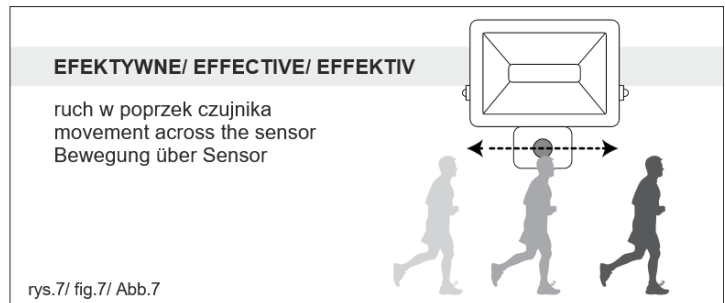 EFEKTYWNE/ EFFECTIVE/ EFFEKTIV
ruch w poprzek czujnika
movement across the sensor
Bewegung über Sensor
rys.7/ fig.7/ Abb.7